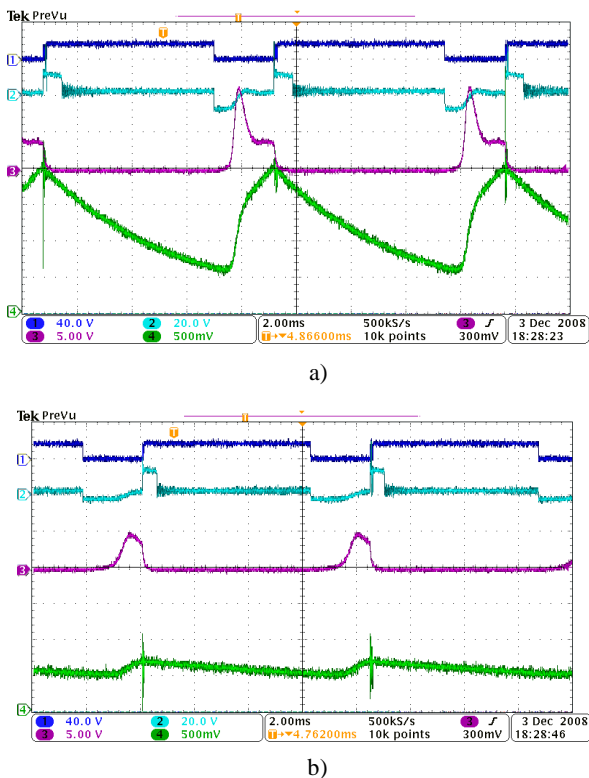 Tek PreVu
T
1
2
3
4
1 40.0 V 2 20.0 V 2.00ms 500kS/s 3 3 Dec 2008
3 5.00 V 4 500mV T→▼4.86600ms 10k points 300mV 18:28:23
a)
Tek PreVu
T
1
2
3
4
1 40.0 V 2 20.0 V 2.00ms 500kS/s 3 3 Dec 2008
3 5.00 V 4 500mV T→▼4.76200ms 10k points 300mV 18:28:46
b)